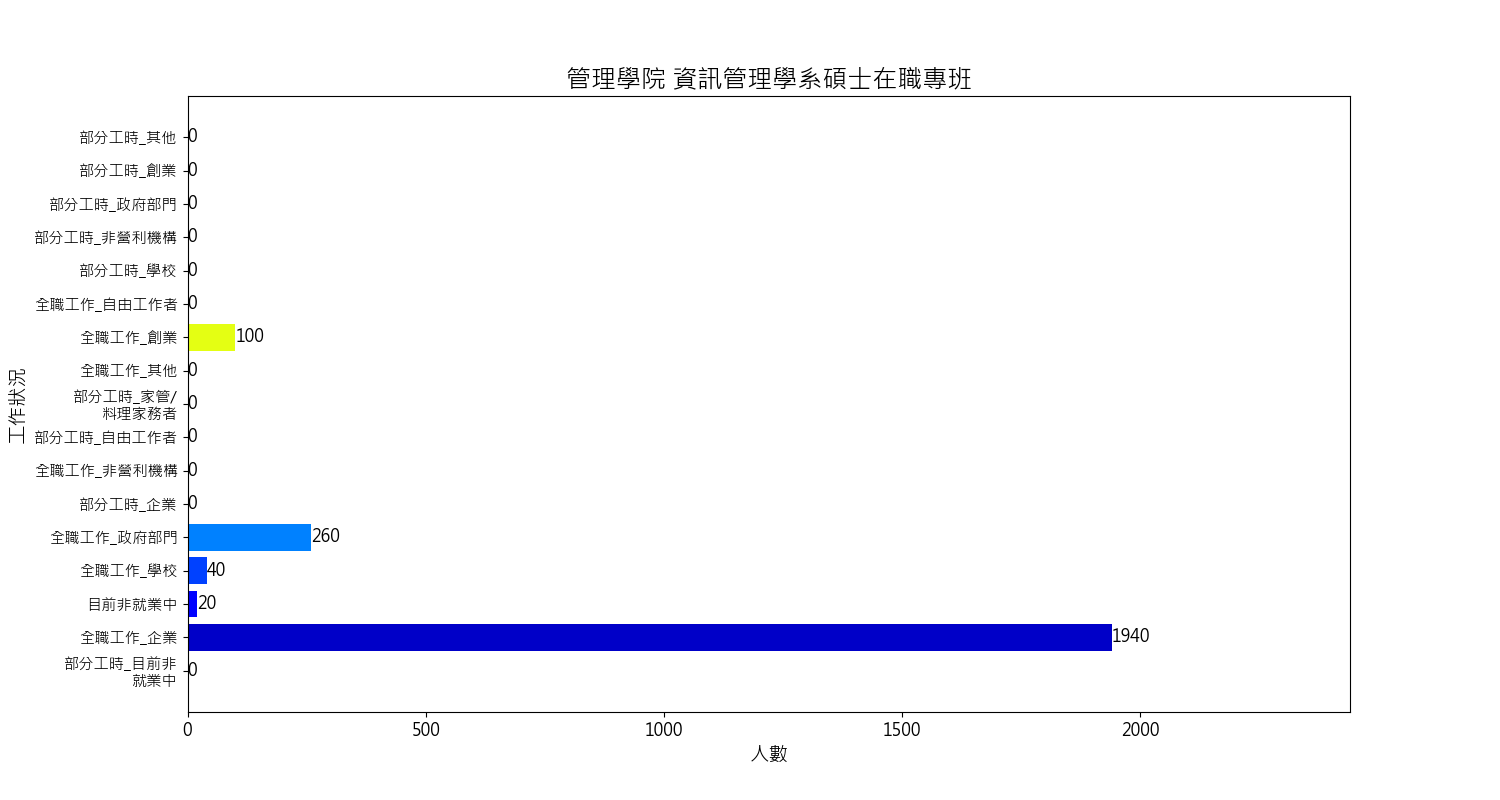 管理學院 資訊管理學系碩士在職專班
工作狀況
部分工時_其他 0
部分工時_創業 0
部分工時_政府部門 0
部分工時_非營利機構 0
部分工時_學校 0
全職工作_自由工作者 0
全職工作_創業 100
全職工作_其他 0
部分工時_家管/
料理家務者 0
部分工時_自由工作者 0
全職工作_非營利機構 0
部分工時_企業 0
全職工作_政府部門 260
全職工作_學校 40
目前非就業中 20
全職工作_企業 1940
部分工時_目前非
就業中 0
0 500 1000 1500 2000
人數